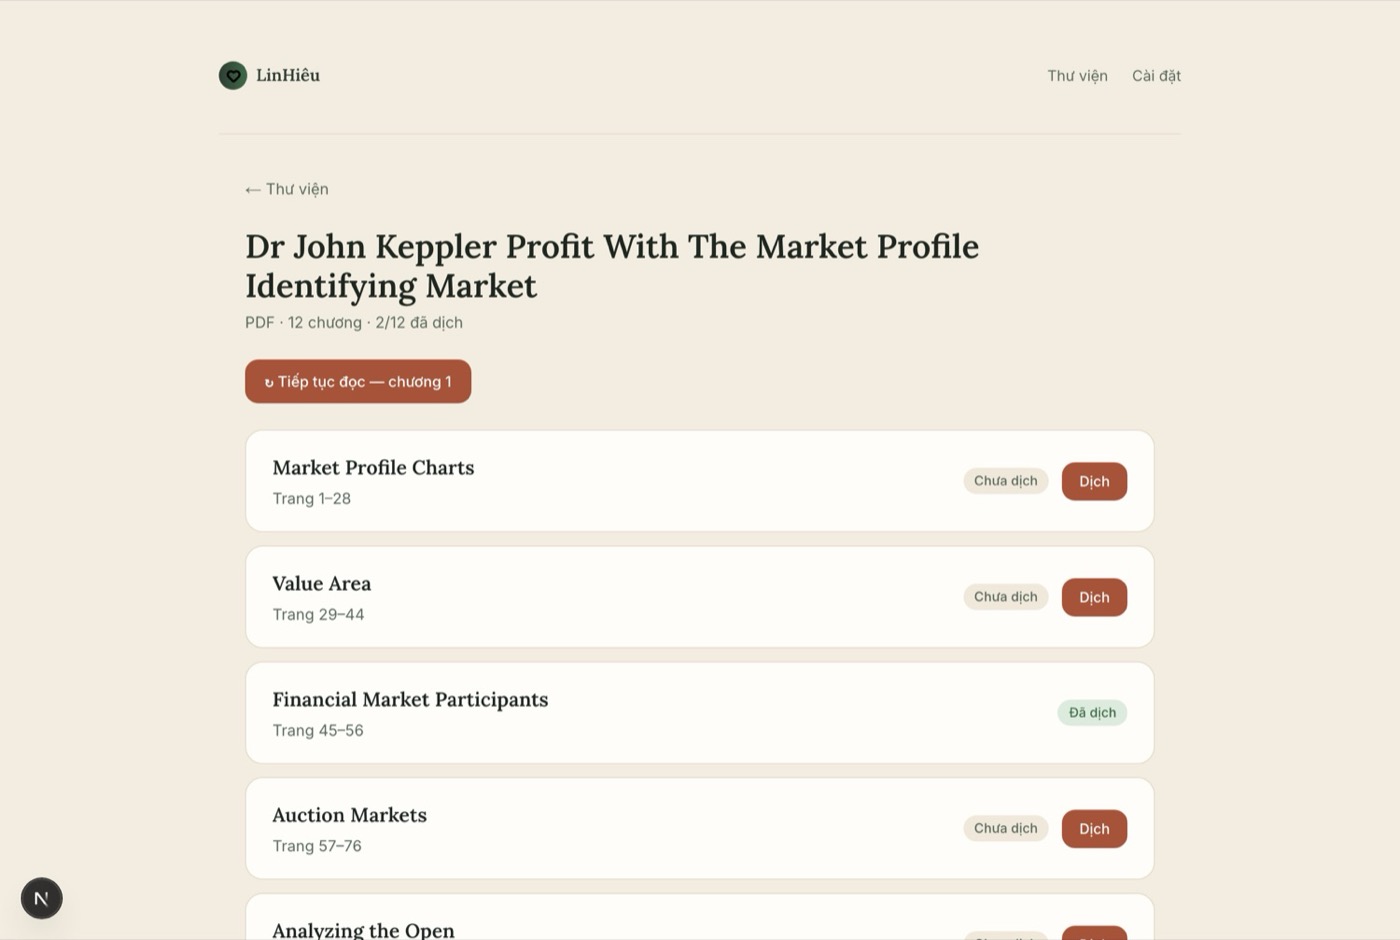 LinHiêu
Thư viện
Cài đặt
← Thư viện
Dr John Keppler Profit With The Market Profile
Identifying Market
PDF · 12 chương · 2/12 đã dịch
↻ Tiếp tục đọc — chương 1
Market Profile Charts
Trang 1–28
Chưa dịch
Dịch
Value Area
Trang 29–44
Chưa dịch
Dịch
Financial Market Participants
Trang 45–56
Đã dịch
Auction Markets
Trang 57–76
Chưa dịch
Dịch
Analyzing the Open
N